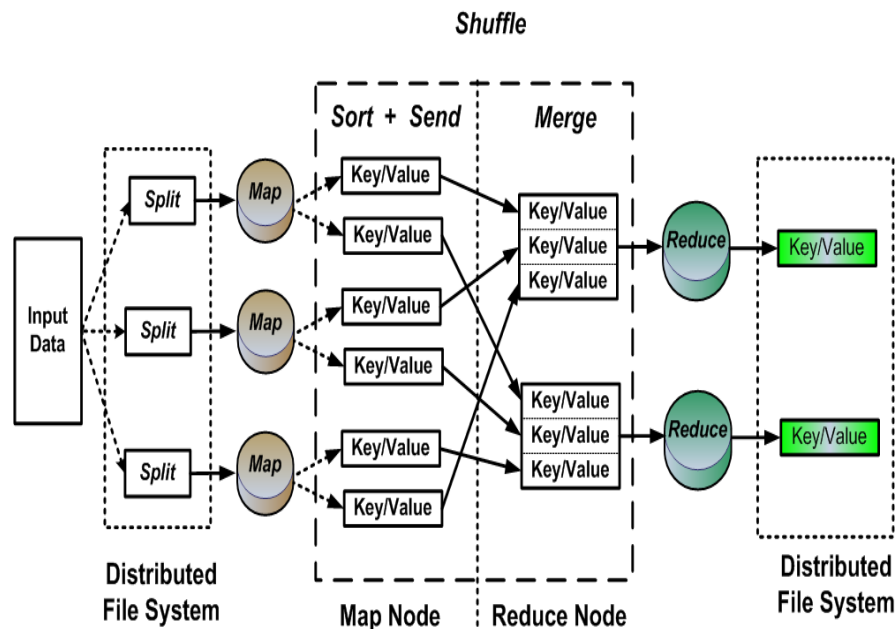 Shuffle
Sort + Send
Merge
Input
Data
Split
Split
Split
Map
Map
Map
Key/Value
Key/Value
Key/Value
Key/Value
Key/Value
Key/Value
Key/Value
Key/Value
Key/Value
Key/Value
Key/Value
Key/Value
Reduce
Reduce
Key/Value
Key/Value
Distributed
File System
Map Node
Reduce Node
Distributed
File System